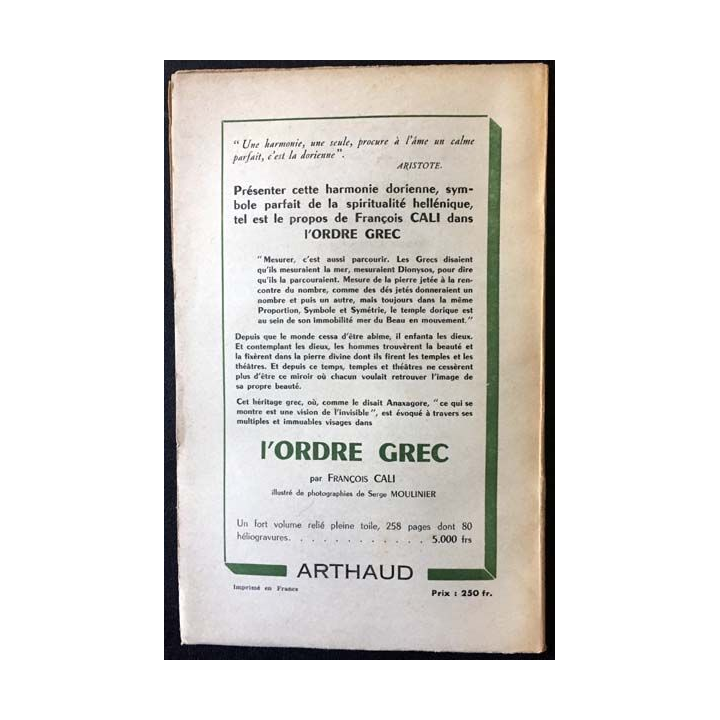 " Une harmonie, une seule, procure à l'âme un calme
parfait, c'est la dorienne ".
ARISTOTE.
Présenter cette harmonie dorienne, sym-
bole parfait de la spiritualité hellénique,
tel est le propos de François CALI dans
l'ORDRE GREC
"Mesurer, c'est aussi parcourir. Les Grecs disaient
qu'ils mesuraient la mer, mesuraient Dionysos, pour dire
qu'ils la parcouraient. Mesure de la pierre jetée à la ren-
contre du nombre, comme des dés jetés donneraient un
nombre et puis un autre, mais toujours dans la même
Proportion, Symbole et Symétrie, le temple dorique est
au sein de son immobilité mer du Beau en mouvement."
Depuis que le monde cessa d'être abime, il enfanta les dieux.
Et contemplant les dieux, les hommes trouvèrent la beauté et
la fixèrent dans la pierre divine dont ils firent les temples et les
théâtres. Et depuis ce temps, temples et théâtres ne cessèrent
plus d'être ce miroir où chacun voulait retrouver l'image de
sa propre beauté.
Cet héritage grec, où, comme le disait Anaxagore, "ce qui se
montre est une vision de l'invisible", est évoqué à travers ses
multiples et immuables visages dans
l'ORDRE GREC
par FRANÇOIS CALI
illustré de photographies de Serge MOULINIER
Un fort volume relié pleine toile, 258 pages dont 80
héliogravures. . . . . . . . . . . . 5.000 frs
ARTHAUD
Imprimé en France
Prix : 250 fr.